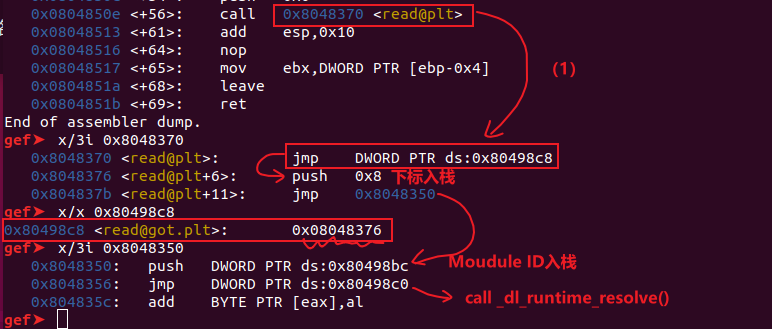 0x0804850e <+56>: call 0x8048370 <read@plt>
0x08048513 <+61>: add esp,0x10
(1)
0x08048516 <+64>: nop
0x08048517 <+65>: mov ebx,DWORD PTR [ebp-0x4]
0x0804851a <+68>: leave
0x0804851b <+69>: ret
End of assembler dump.
gef➤ x/3i 0x8048370
0x8048370 <read@plt>: jmp DWORD PTR ds:0x80498c8
0x8048376 <read@plt+6>: push 0x8 下标入栈
0x804837b <read@plt+11>: jmp 0x8048350
gef➤ x/x 0x80498c8
0x80498c8 <read@got.plt>: 0x08048376
gef➤ x/3i 0x8048350
0x8048350: push DWORD PTR ds:0x80498bc Moudule ID入栈
0x8048356: jmp DWORD PTR ds:0x80498c0 call _dl_runtime_resolve()
0x804835c: add BYTE PTR [eax],al
gef➤